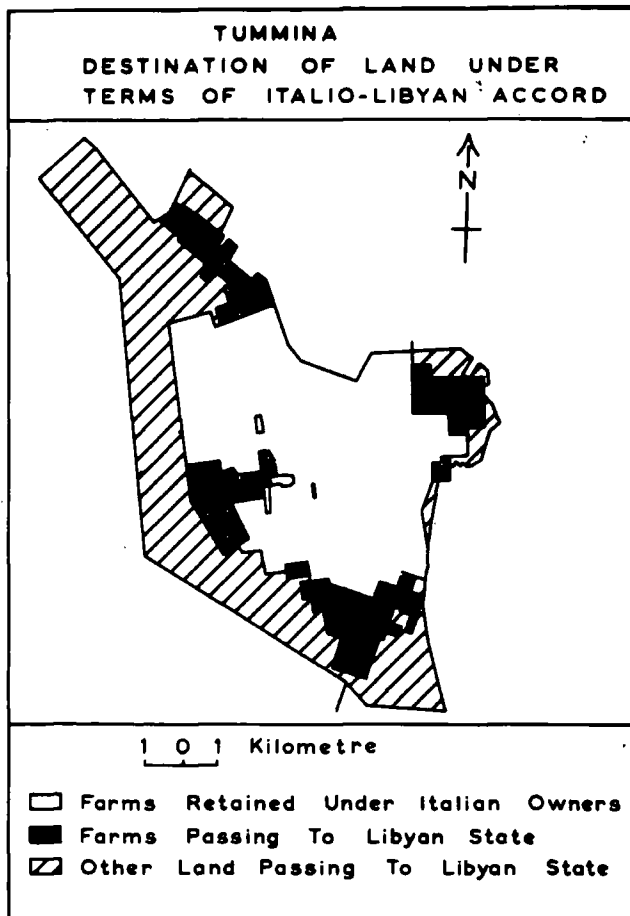 TUMMINA
DESTINATION OF LAND UNDER
TERMS OF ITALIO-LIBYAN ACCORD
N
1 0 1 Kilometre
Farms Retained Under Italian Owners
Farms Passing To Libyan State
Other Land Passing To Libyan State